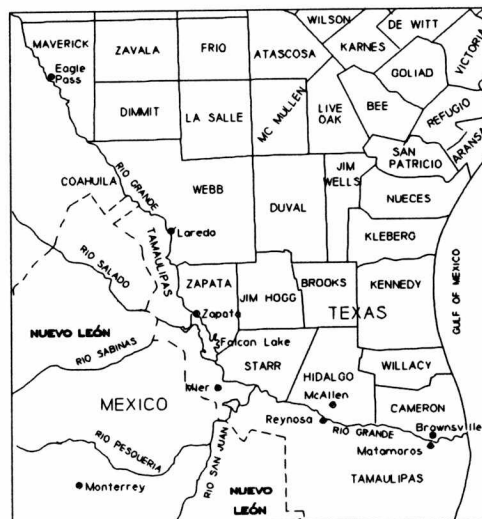 WILSON
DE WITT
MAVERICK
ZAVALA
FRIO
ATASCOSA
KARNES
VICTORIA
Eagle
Pass
GOLIAD
DIMMIT
LA SALLE
MC MULLEN
LIVE
OAK
BEE
REFUGIO
ARANSA
SAN
PATRICIO
COAHUILA
RIO GRANDE
WEBB
DUVAL
JIM
WELLS
NUECES
Laredo
TAMAULIPAS
KLEBERG
RIO SALADO
ZAPATA
Zapata
JIM HOGG
BROOKS
KENNEDY
TEXAS
GULF OF MEXICO
NUEVO LEÓN
RIO SABINAS
Falcon Lake
STARR
WILLACY
Mier
HIDALGO
McAllen
MEXICO
CAMERON
Reynosa
RIO GRANDE
Brownsville
Matamoros
RIO PESQUERIA
RIO SAN JUAN
TAMAULIPAS
Monterrey
NUEVO
LEÓN